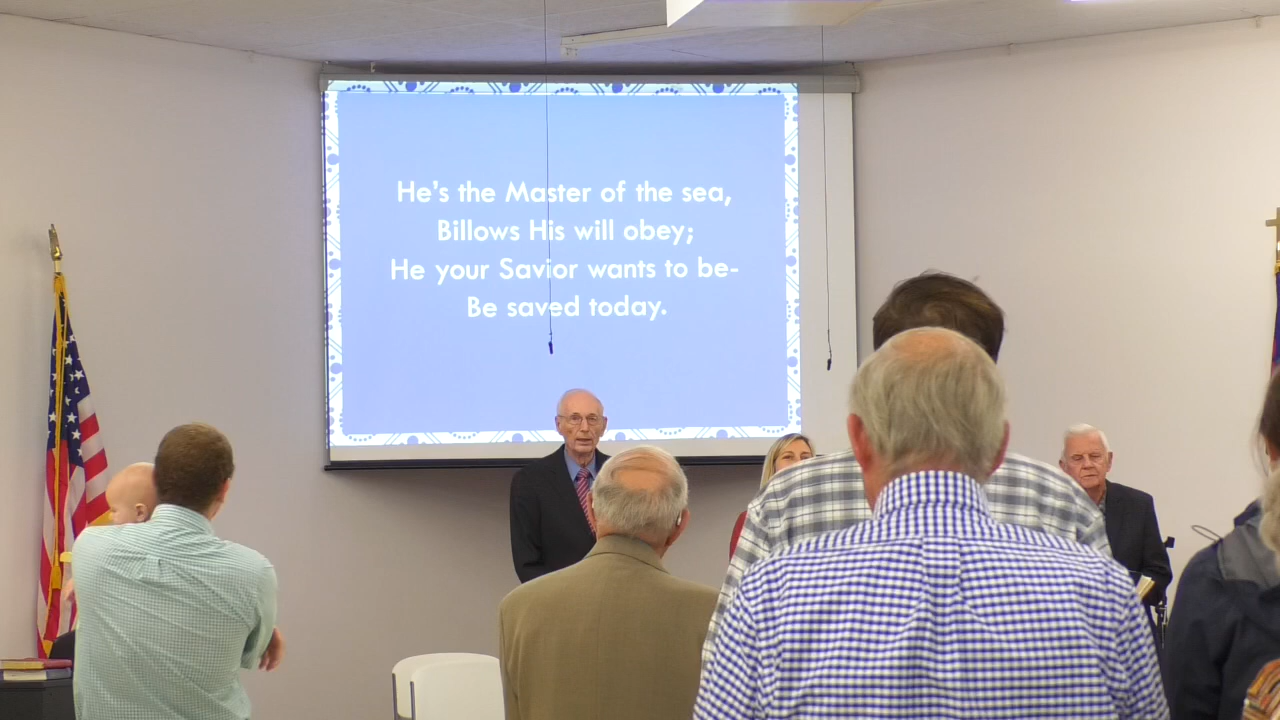 He's the Master of the sea,
Billows His will obey;
He your Savior wants to be-
Be saved today.